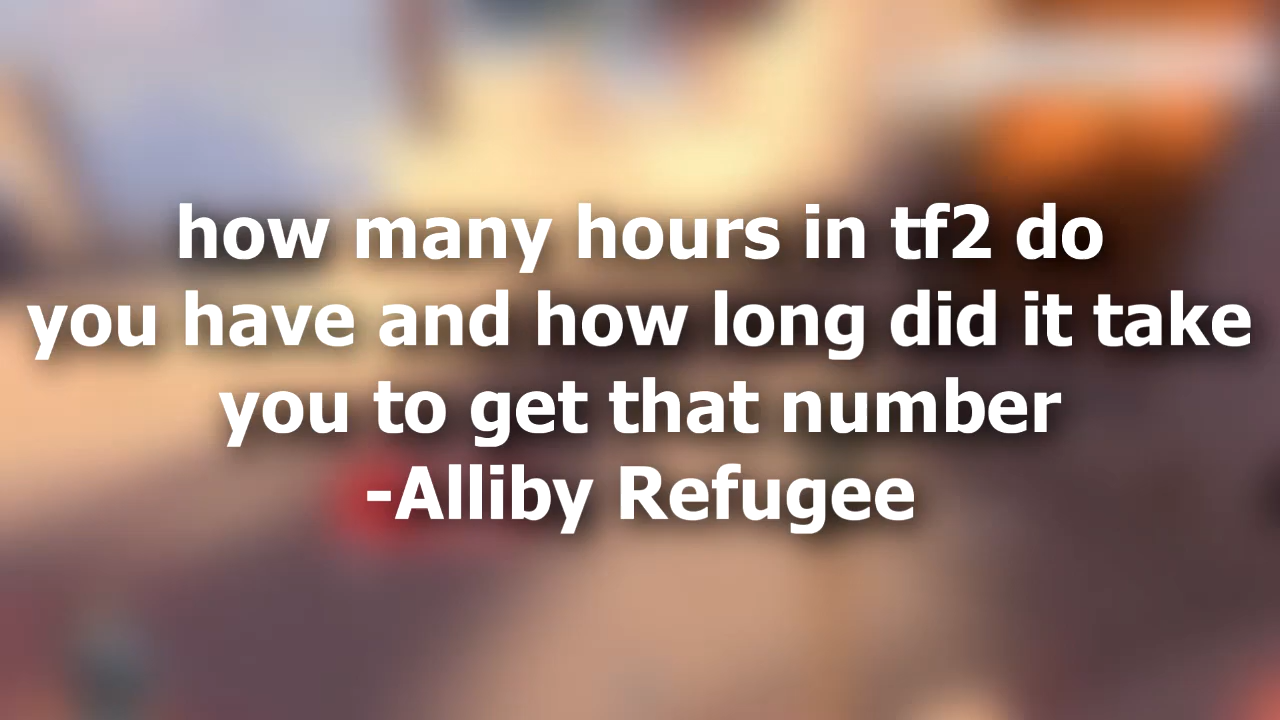 how many hours in tf2 do
you have and how long did it take
you to get that number
-Alliby Refugee